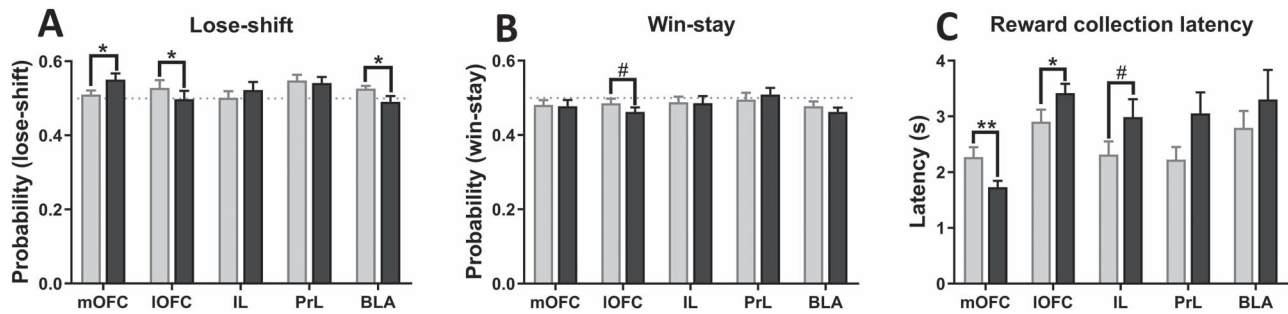 A Lose-shift
Probability (lose-shift)
0.6
0.4
0.2
0.0
* * *
mOFC lOFC IL PrL BLA
B Win-stay
Probability (win-stay)
0.6
0.4
0.2
0.0
#
mOFC lOFC IL PrL BLA
C Reward collection latency
Latency (s)
4
3
2
1
0
** * #
mOFC lOFC IL PrL BLA